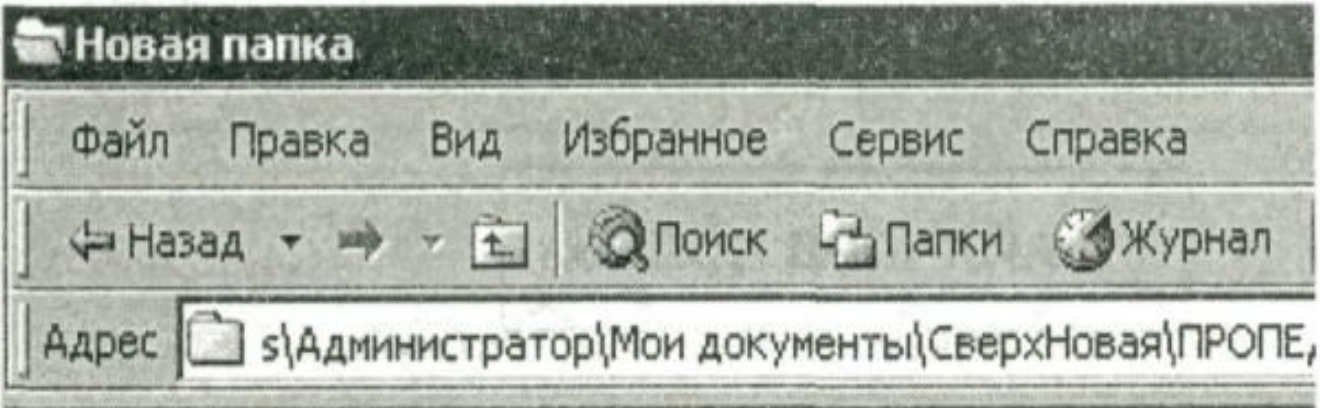 Новая папка
Файл Правка Вид Избранное Сервис Справка
Назад Поиск Папки Журнал
Адрес s\Администратор\Мои документы\СверхНовая\ПРОПЕ